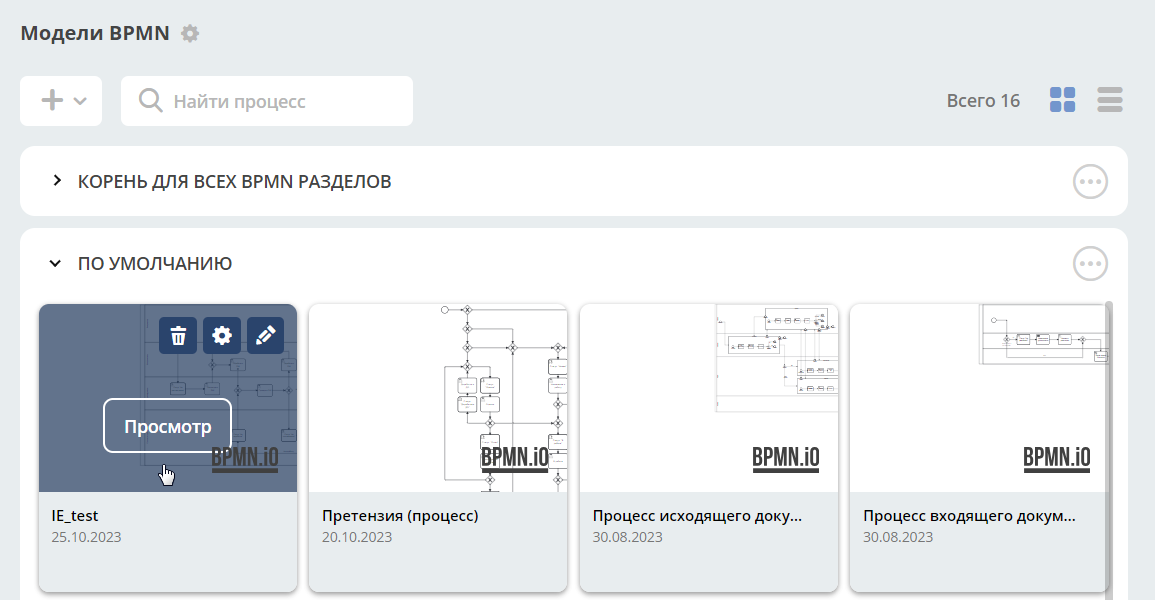 Модели BPMN
Найти процесс
Всего 16
КОРЕНЬ ДЛЯ ВСЕХ BPMN РАЗДЕЛОВ
ПО УМОЛЧАНИЮ
Просмотр
BPMN.iO
BPMN.iO
BPMN.iO
BPMN.iO
IE_test
25.10.2023
Претензия (процесс)
20.10.2023
Процесс исходящего доку...
30.08.2023
Процесс входящего докум...
30.08.2023